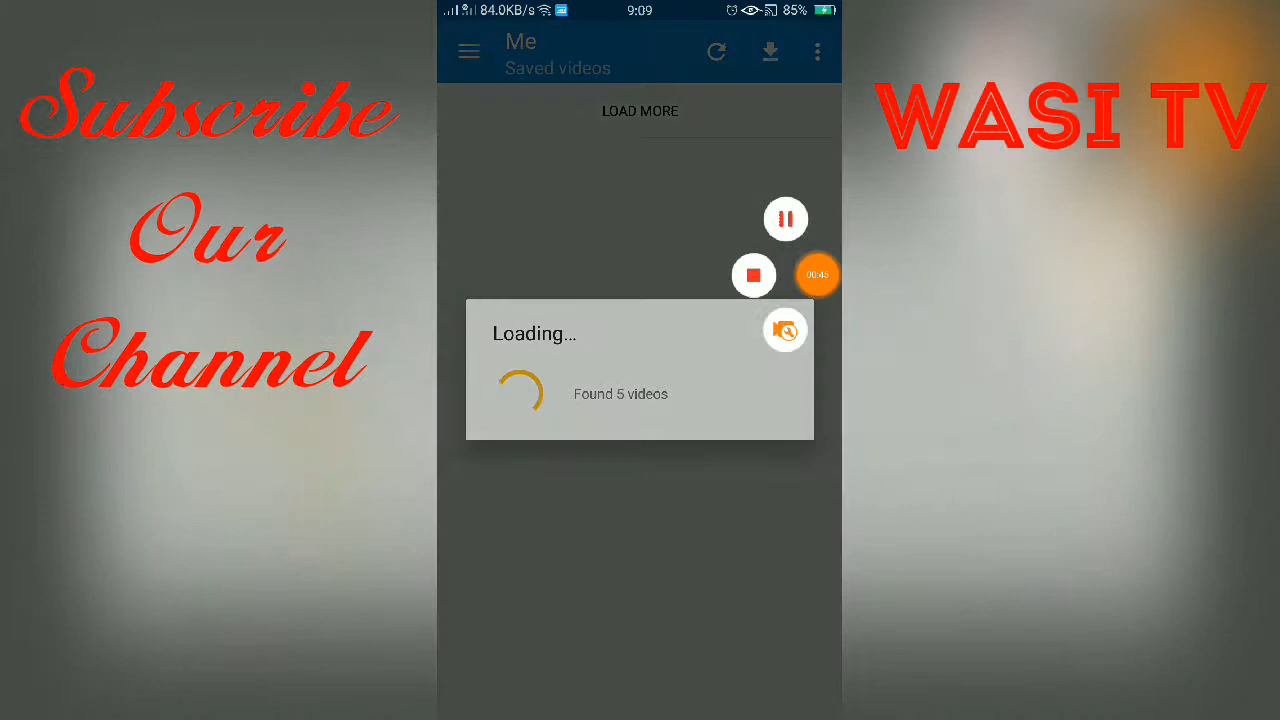 84.0KB/s
9:09
85%
Me
Saved videos
LOAD MORE
00:45
Loading...
Found 5 videos
Subscribe
Our
Channel
WASI TV